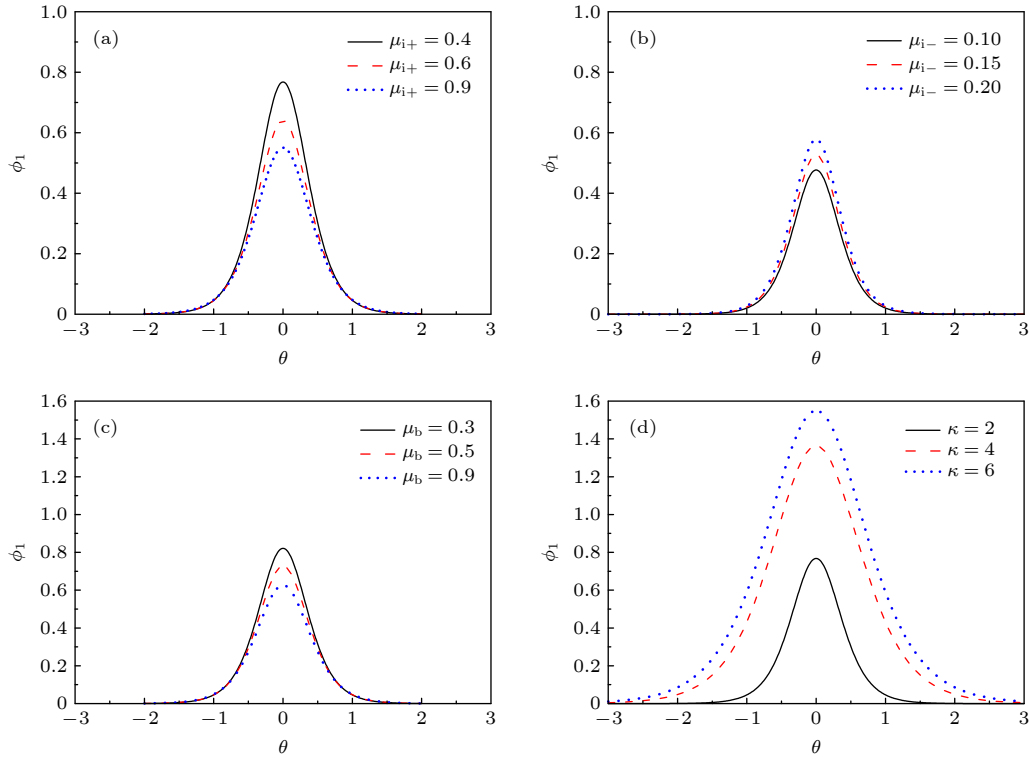 (a)
μi+ = 0.4
μi+ = 0.6
μi+ = 0.9
ϕ1
1.0
0.8
0.6
0.4
0.2
0
−3 −2 −1 0 1 2 3
θ
(b)
μi− = 0.10
μi− = 0.15
μi− = 0.20
ϕ1
1.0
0.8
0.6
0.4
0.2
0
−3 −2 −1 0 1 2 3
θ
(c)
μb = 0.3
μb = 0.5
μb = 0.9
ϕ1
1.6
1.4
1.2
1.0
0.8
0.6
0.4
0.2
0
−3 −2 −1 0 1 2 3
θ
(d)
κ = 2
κ = 4
κ = 6
ϕ1
1.6
1.4
1.2
1.0
0.8
0.6
0.4
0.2
0
−3 −2 −1 0 1 2 3
θ